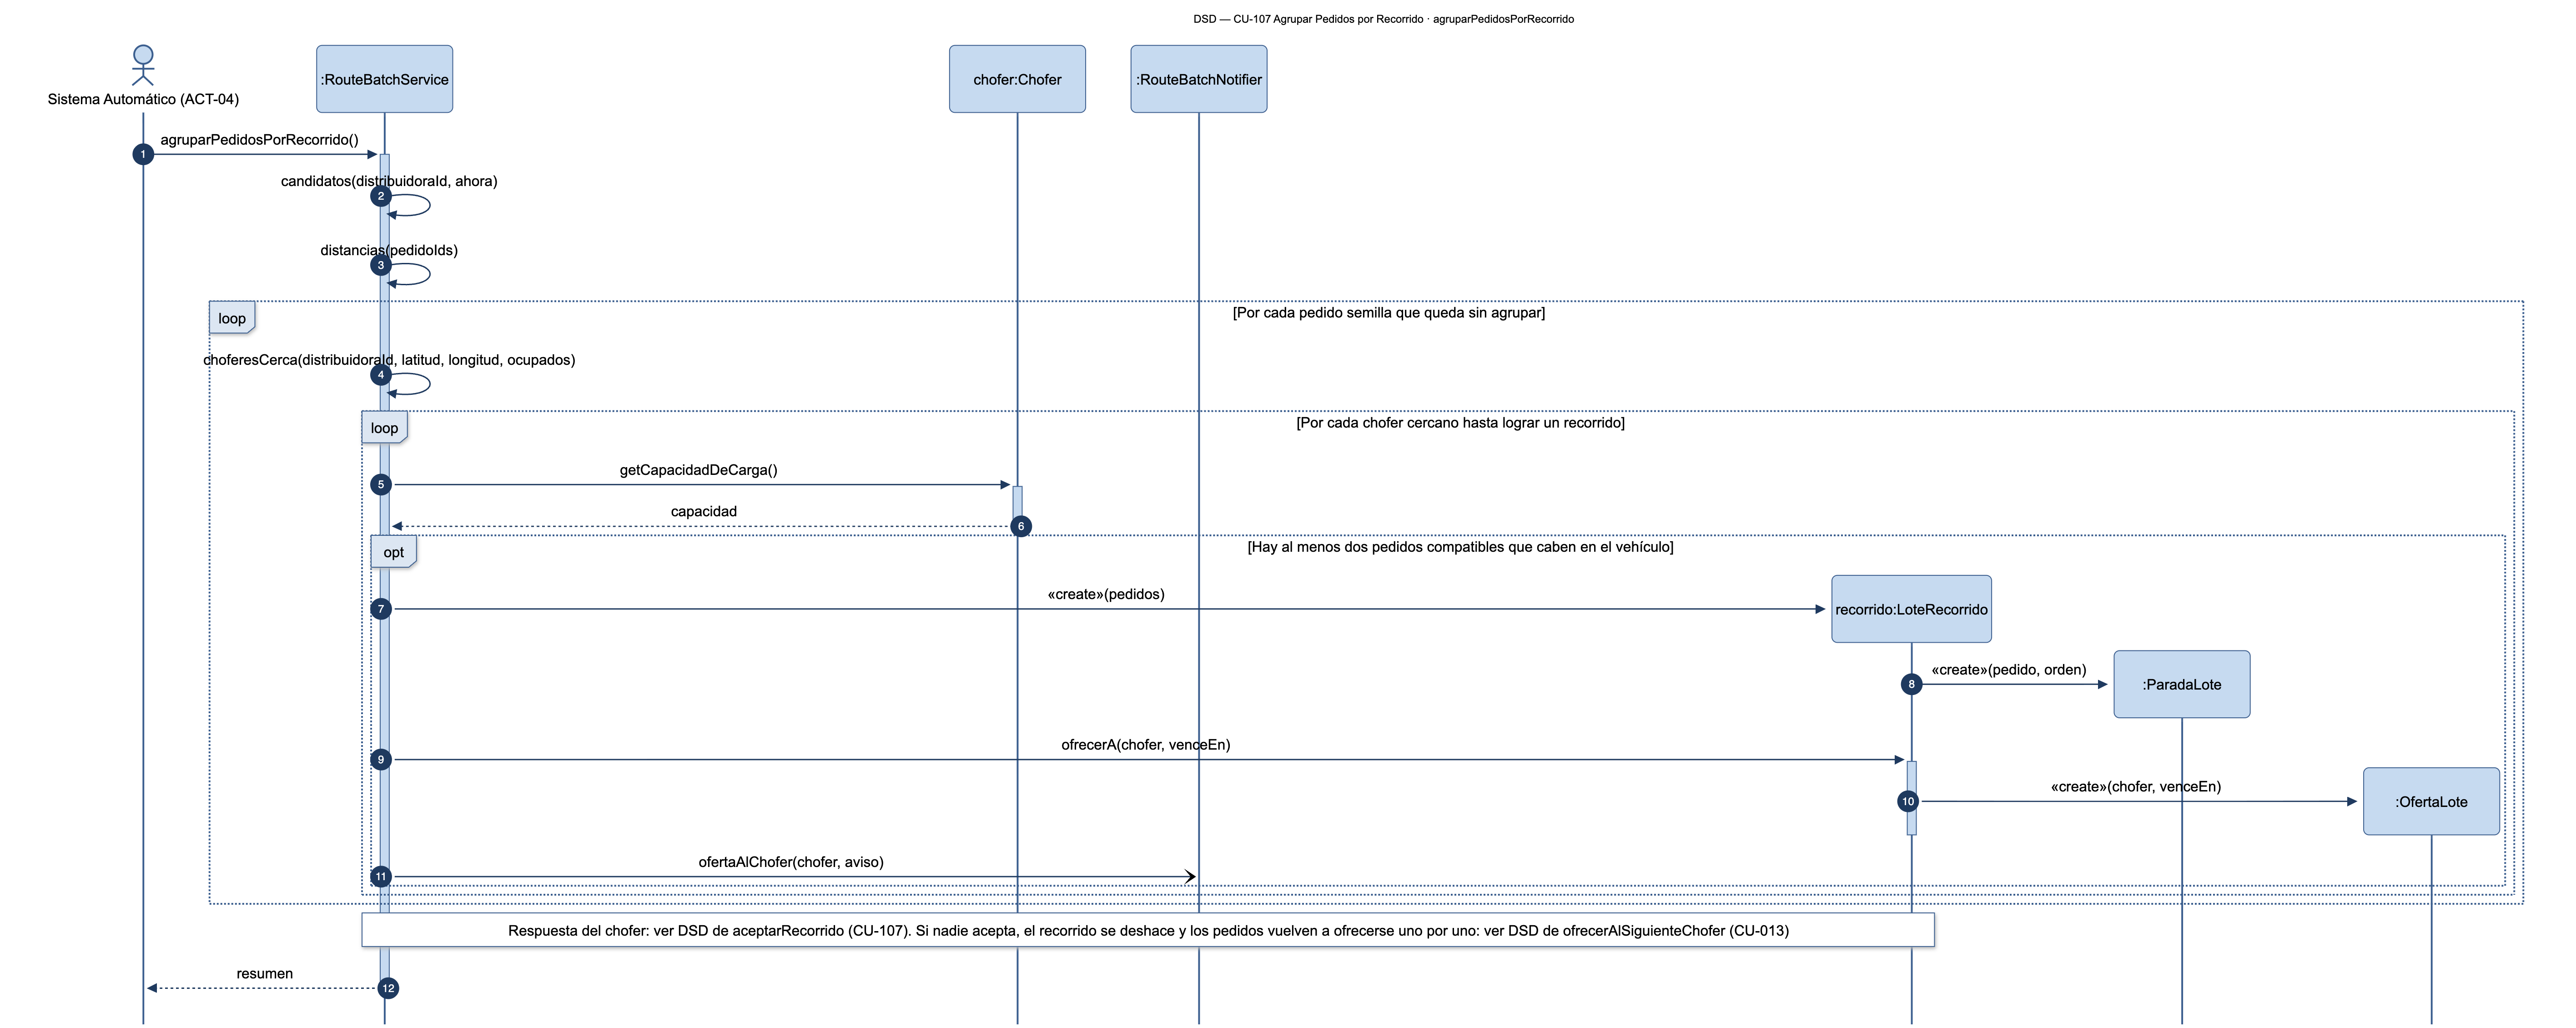 DSD — CU-107 Agrupar Pedidos por Recorrido · agruparPedidosPorRecorrido
Sistema Automático (ACT-04)
:RouteBatchService
chofer:Chofer
:RouteBatchNotifier
agruparPedidosPorRecorrido()
1
candidatos(distribuidoraId, ahora)
2
distancias(pedidoIds)
3
loop
[Por cada pedido semilla que queda sin agrupar]
choferesCerca(distribuidoraId, latitud, longitud, ocupados)
4
loop
[Por cada chofer cercano hasta lograr un recorrido]
getCapacidadDeCarga()
5
capacidad
6
opt
[Hay al menos dos pedidos compatibles que caben en el vehículo]
«create»(pedidos)
7
recorrido:LoteRecorrido
«create»(pedido, orden)
8
:ParadaLote
ofrecerA(chofer, venceEn)
9
«create»(chofer, venceEn)
10
:OfertaLote
ofertaAlChofer(chofer, aviso)
11
Respuesta del chofer: ver DSD de aceptarRecorrido (CU-107). Si nadie acepta, el recorrido se deshace y los pedidos vuelven a ofrecerse uno por uno: ver DSD de ofrecerAlSiguienteChofer (CU-013)
resumen
12